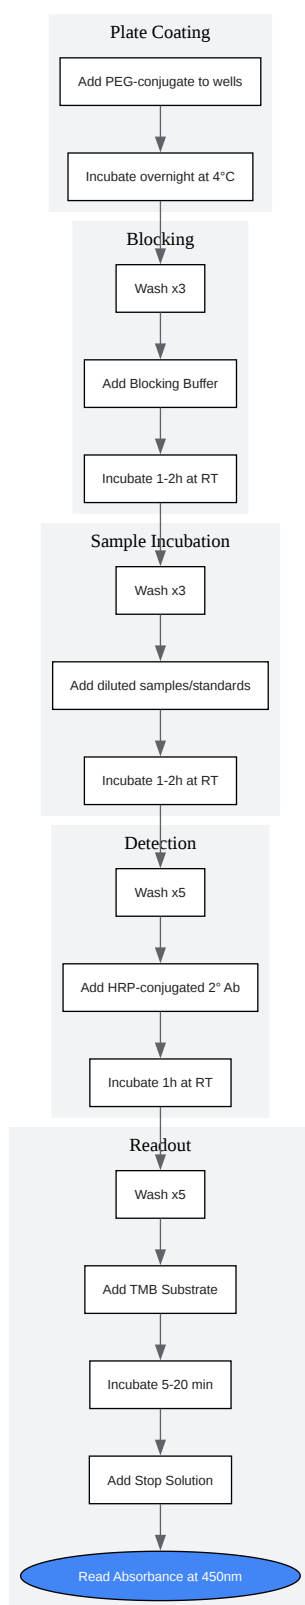 Plate Coating
Add PEG-conjugate to wells
Incubate overnight at 4°C
Blocking
Wash x3
Add Blocking Buffer
Incubate 1-2h at RT
Sample Incubation
Wash x3
Add diluted samples/standards
Incubate 1-2h at RT
Detection
Wash x5
Add HRP-conjugated 2° Ab
Incubate 1h at RT
Readout
Wash x5
Add TMB Substrate
Incubate 5-20 min
Add Stop Solution
Read Absorbance at 450nm